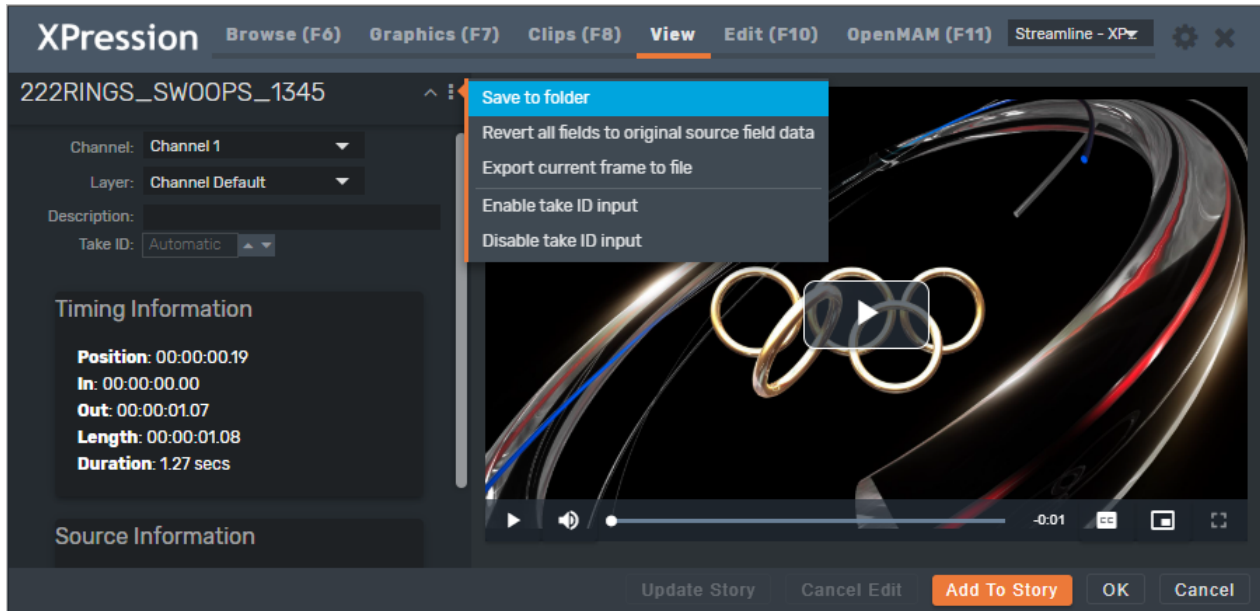 XPression Browse (F6) Graphics (F7) Clips (F8) View Edit (F10) OpenMAM (F11) Streamline - XP
222RINGS_SWOOPS_1345
Save to folder
Revert all fields to original source field data
Export current frame to file
Enable take ID input
Disable take ID input
Channel: Channel 1
Layer: Channel Default
Description:
Take ID: Automatic
Timing Information
Position: 00:00:00.19
In: 00:00:00.00
Out: 00:00:01.07
Length: 00:00:01.08
Duration: 1.27 secs
Source Information
-0:01 CC
Update Story Cancel Edit Add To Story OK Cancel